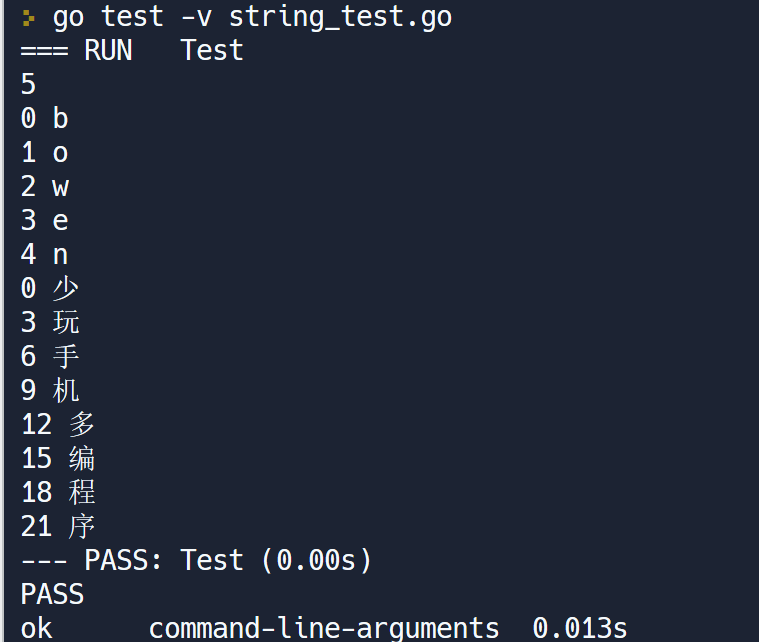 go test -v string_test.go
=== RUN   Test
5
0 b
1 o
2 w
3 e
4 n
0 少
3 玩
6 手
9 机
12 多
15 编
18 程
21 序
--- PASS: Test (0.00s)
PASS
ok      command-line-arguments  0.013s